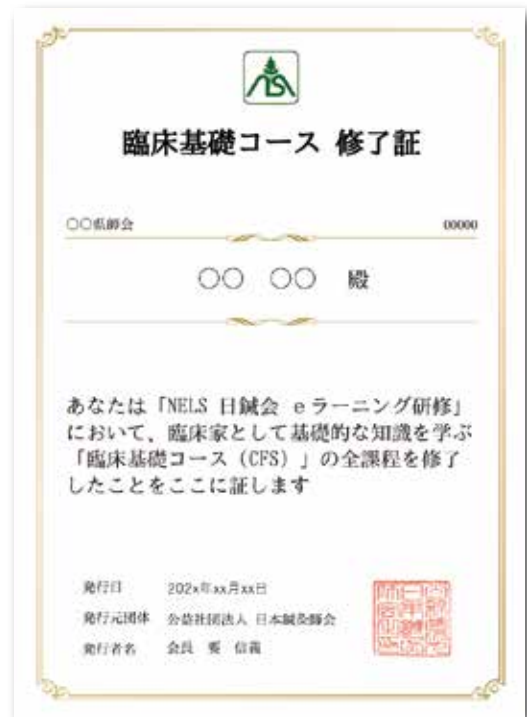 臨床基礎コース 修了証
〇〇県師会 00000
〇〇 〇〇 殿
あなたは「NELS 日鍼会 eラーニング研修」
において、臨床家として基礎的な知識を学ぶ
「臨床基礎コース（CFS）」の全課程を修了
したことをここに証します
発行日 202x年xx月xx日
発行元団体 公益社団法人 日本鍼灸師会
発行者名 会長 要 信義